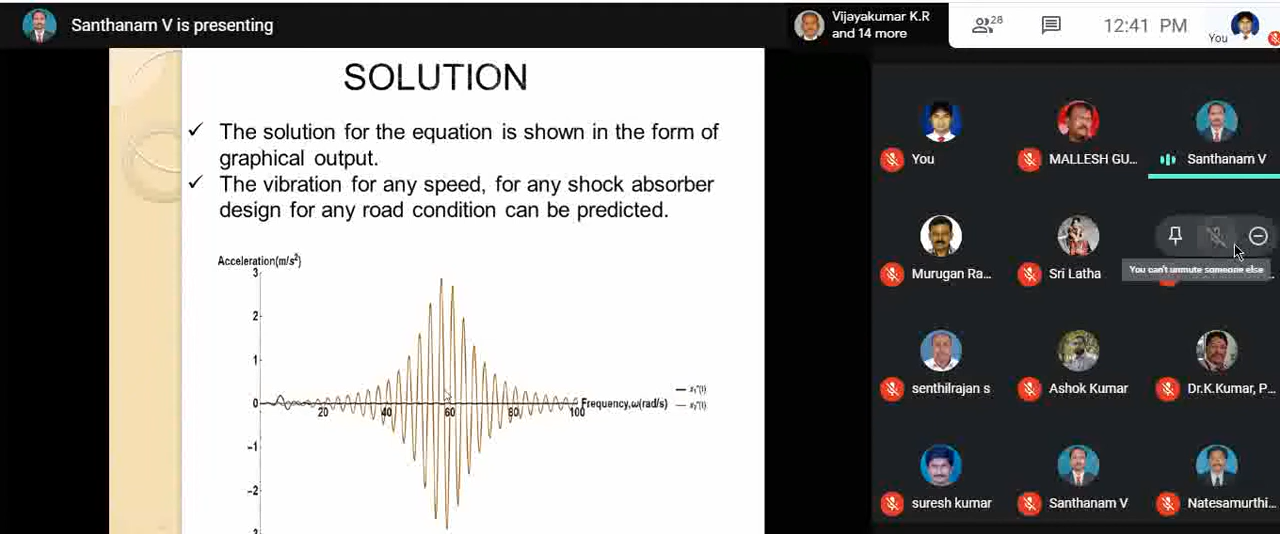 Santhanam V is presenting
Vijayakumar K.R
and 14 more
28
12:41 PM
You
SOLUTION
✓ The solution for the equation is shown in the form of
graphical output.
✓ The vibration for any speed, for any shock absorber
design for any road condition can be predicted.
Acceleration(m/s²)
3
2
1
0
-1
-2
20
40
60
80
100
Frequency,ω(rad/s)
You
MALLESH GU...
Santhanam V
Murugan Ra...
Sri Latha
You can't unmute someone else
senthilrajan s
Ashok Kumar
Dr.K.Kumar, P...
suresh kumar
Santhanam V
Natesamurthi...